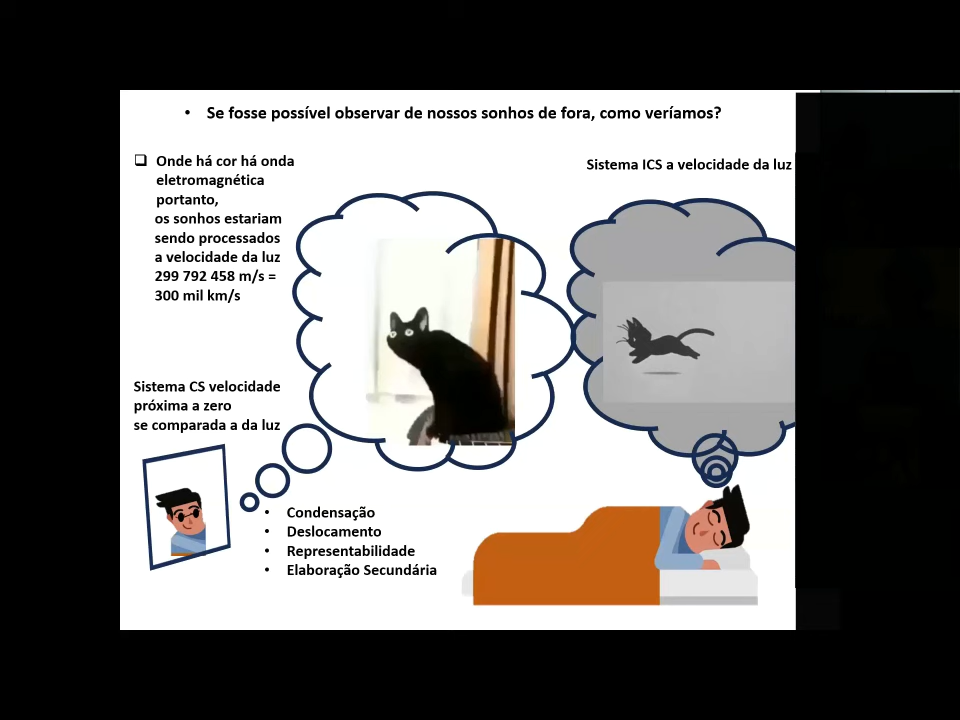 • Se fosse possível observar de nossos sonhos de fora, como veríamos?
❑ Onde há cor há onda
eletromagnética
portanto,
os sonhos estariam
sendo processados
a velocidade da luz
299 792 458 m/s =
300 mil km/s
Sistema ICS a velocidade da luz
Sistema CS velocidade
próxima a zero
se comparada a da luz
• Condensação
• Deslocamento
• Representabilidade
• Elaboração Secundária